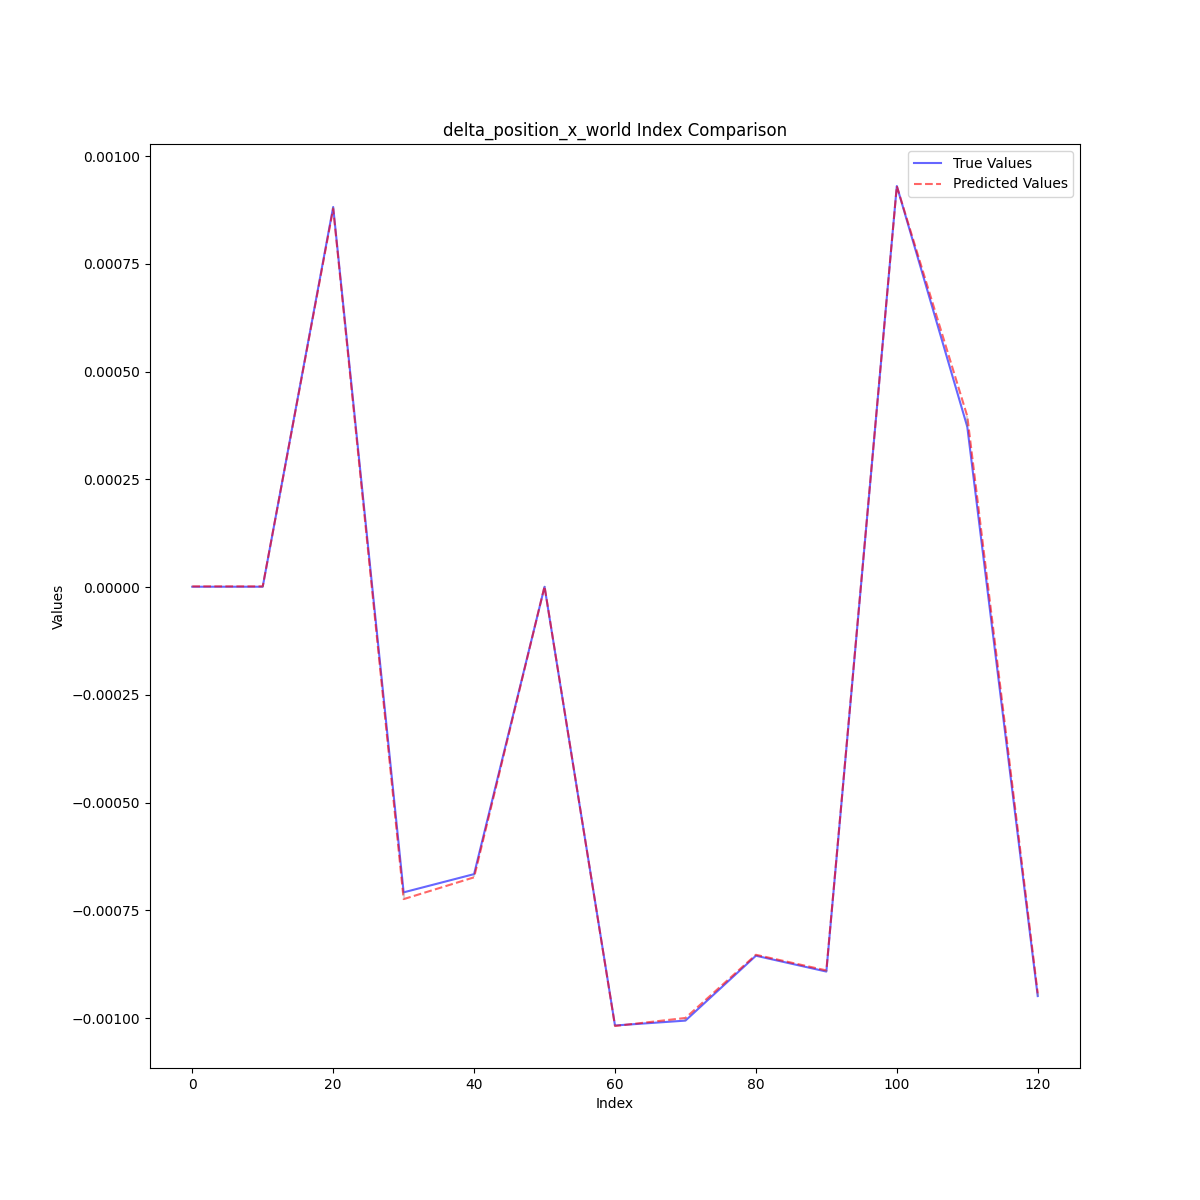 delta_position_x_world Index Comparison
True Values
Predicted Values
0.00100
0.00075
0.00050
0.00025
0.00000
−0.00025
−0.00050
−0.00075
−0.00100
Values
0 20 40 60 80 100 120
Index